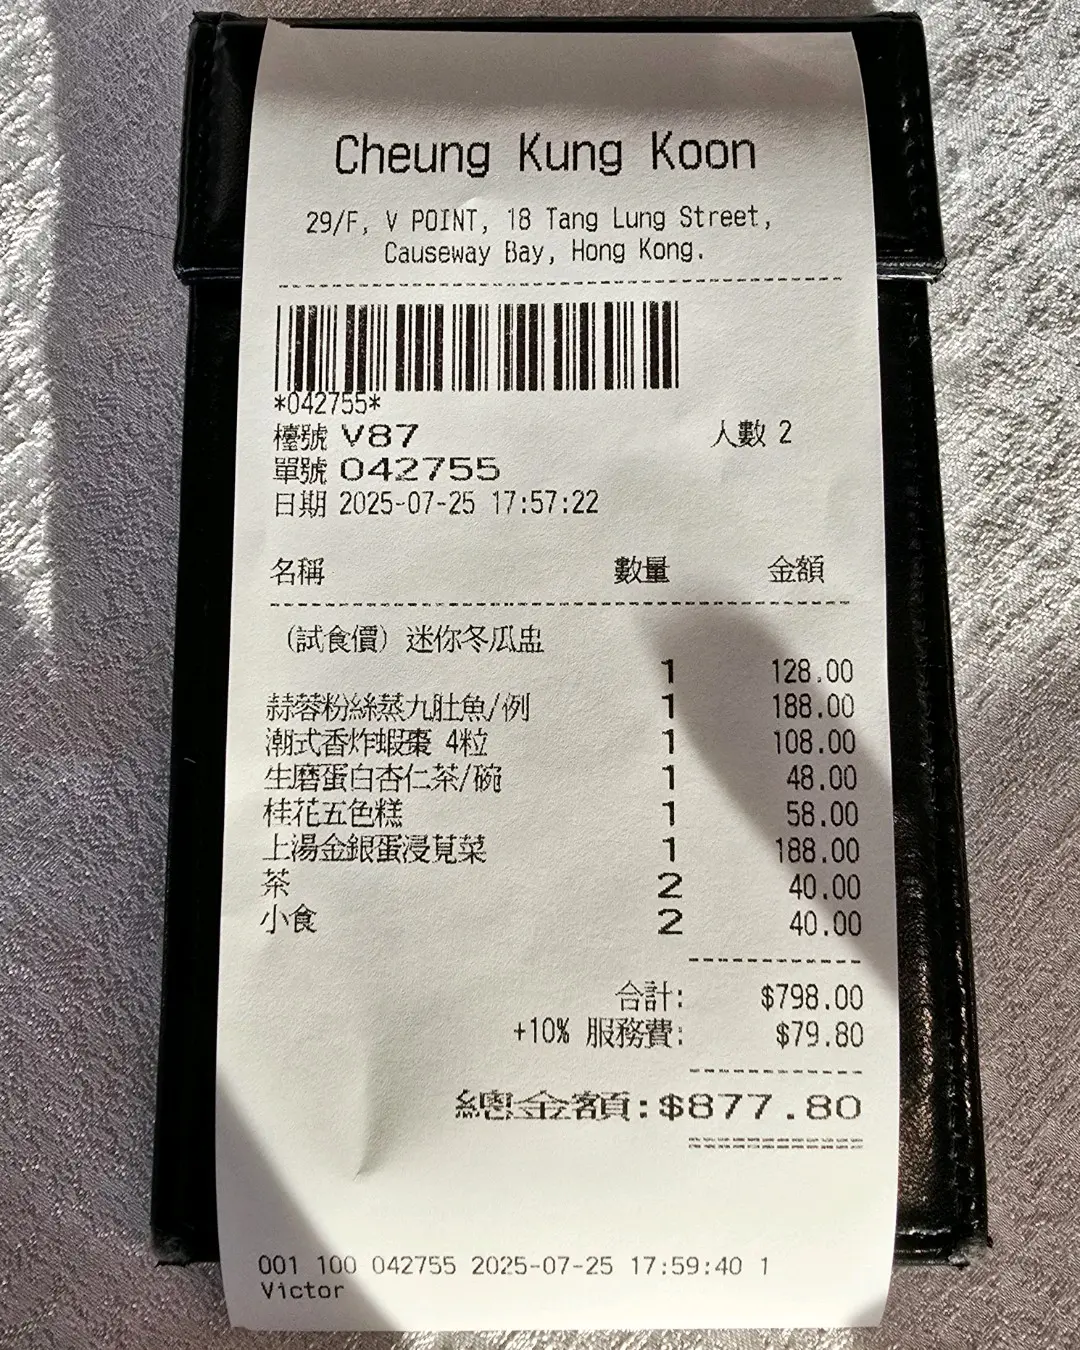 Cheung Kung Koon
29/F, V POINT, 18 Tang Lung Street,
Causeway Bay, Hong Kong.
*042755*
檯號 V87 人數 2
單號 042755
日期 2025-07-25 17:57:22
名稱 數量 金額
(試食價) 迷你冬瓜盅
1 128.00
蒜蓉粉絲蒸九肚魚/例 1 188.00
潮式香炸蝦棗 4粒 1 108.00
生磨蛋白杏仁茶/碗 1 48.00
桂花五色糕 1 58.00
上湯金銀蛋浸莧菜 1 188.00
茶 2 40.00
小食 2 40.00
合計: $798.00
+10% 服務費: $79.80
總金額:$877.80
001 100 042755 2025-07-25 17:59:40 1
Victor